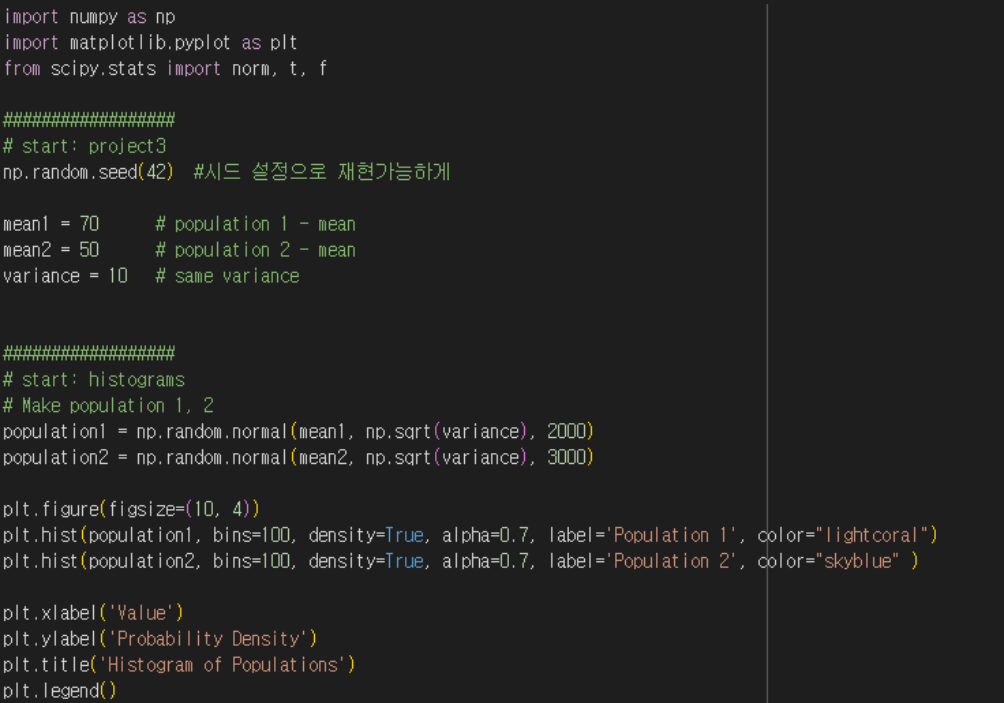 import numpy as np
import matplotlib.pyplot as plt
from scipy.stats import norm, t, f
##################
# start: project3
np.random.seed(42)  #시드 설정으로 재현가능하게
mean1 = 70      # population 1 - mean
mean2 = 50      # population 2 - mean
variance = 10   # same variance
##################
# start: histograms
# Make population 1, 2
population1 = np.random.normal(mean1, np.sqrt(variance), 2000)
population2 = np.random.normal(mean2, np.sqrt(variance), 3000)
plt.figure(figsize=(10, 4))
plt.hist(population1, bins=100, density=True, alpha=0.7, label='Population 1', color="lightcoral")
plt.hist(population2, bins=100, density=True, alpha=0.7, label='Population 2', color="skyblue" )
plt.xlabel('Value')
plt.ylabel('Probability Density')
plt.title('Histogram of Populations')
plt.legend()